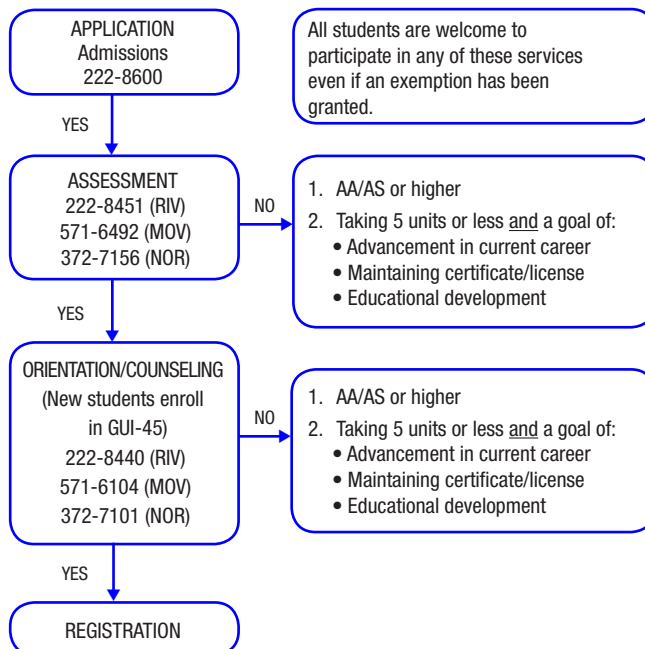 APPLICATION
Admissions
222-8600
All students are welcome to
participate in any of these services
even if an exemption has been
granted.
YES
ASSESSMENT
222-8451 (RIV)
571-6492 (MOV)
372-7156 (NOR)
NO
1. AA/AS or higher
2. Taking 5 units or less and a goal of:
• Advancement in current career
• Maintaining certificate/license
• Educational development
YES
ORIENTATION/COUNSELING
(New students enroll
in GUI-45)
222-8440 (RIV)
571-6104 (MOV)
372-7101 (NOR)
NO
1. AA/AS or higher
2. Taking 5 units or less and a goal of:
• Advancement in current career
• Maintaining certificate/license
• Educational development
YES
REGISTRATION